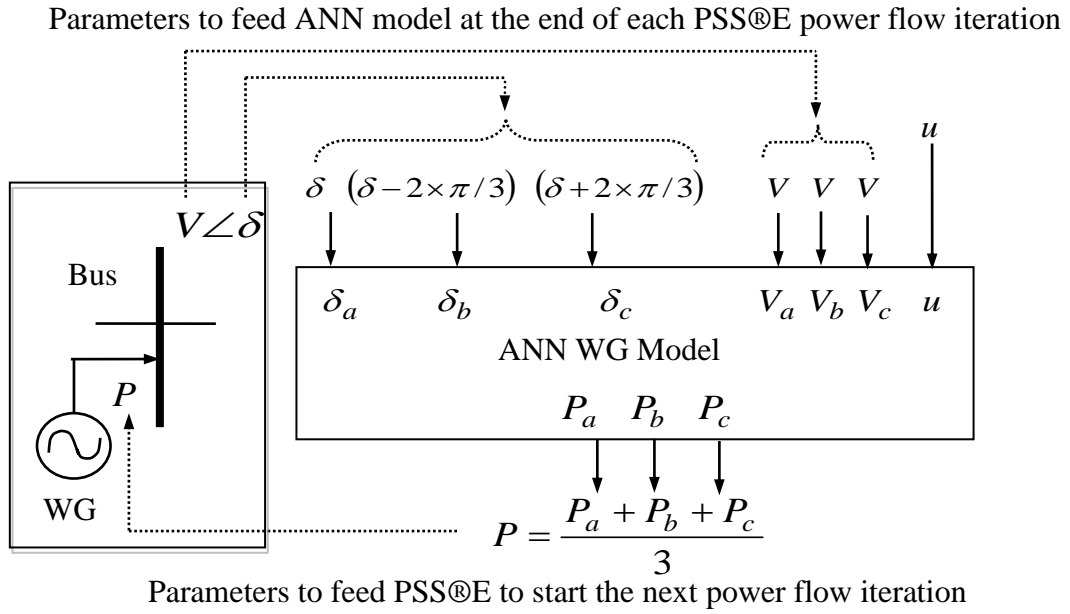 Parameters to feed ANN model at the end of each PSS®E power flow iteration
u
δ (δ − 2 × π/3) (δ + 2 × π/3) V V V
V∠δ
Bus
δa δb δc Va Vb Vc u
ANN WG Model
P
Pa Pb Pc
WG
P = (Pa + Pb + Pc) / 3
Parameters to feed PSS®E to start the next power flow iteration